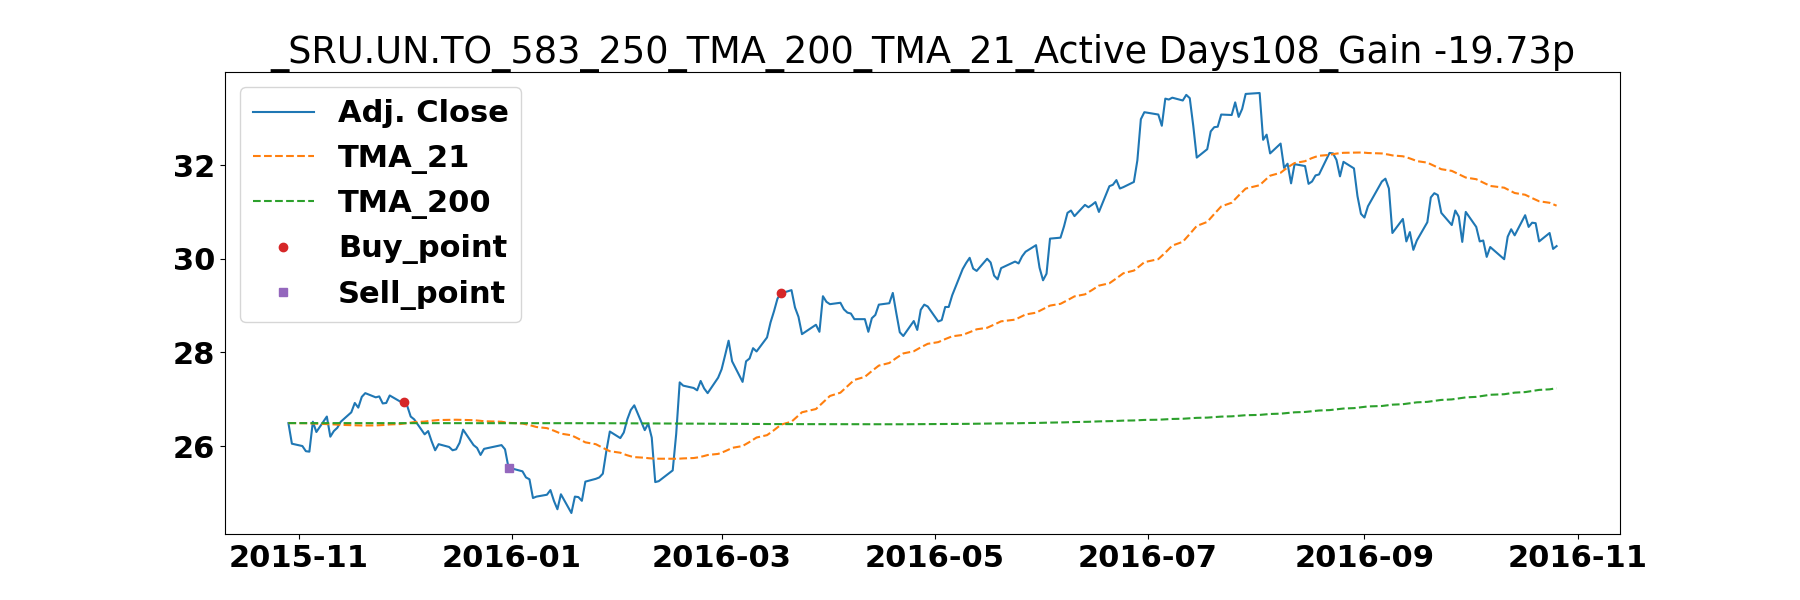 _SRU.UN.TO_583_250_TMA_200_TMA_21_Active Days108_Gain -19.73p
Adj. Close
TMA_21
TMA_200
Buy_point
Sell_point
32
30
28
26
2015-11 2016-01 2016-03 2016-05 2016-07 2016-09 2016-11